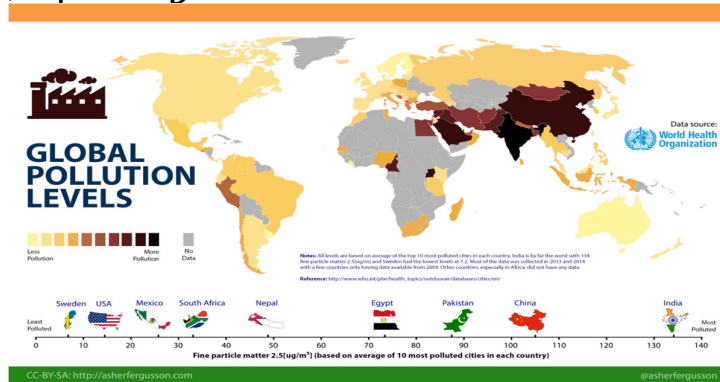 GLOBAL
POLLUTION
LEVELS
Less
Pollution
More
Pollution
No
Data
Data source:
World Health
Organization
Notes: All levels are based on average of the top 10 most polluted cities in each country. India is by far the worst with 134
fine particle matter 2.5[ug/m] and Sweden had the lowest levels at 7.2. Most of the data was collected in 2013 and 2014
with a few countries only having data available from 2009. Other countries, especially in Africa, did not have any data.
Reference: http://www.who.int/phe/health_topics/outdoorair/databases/cities/en/
Least
Polluted
Sweden USA Mexico South Africa Nepal Egypt Pakistan China India
Most
Polluted
0 10 20 30 40 50 60 70 80 90 100 110 120 130 140
Fine particle matter 2.5[ug/m³] (based on average of 10 most polluted cities in each country)
CC-BY-SA: http://asherfergusson.com @asherfergusson